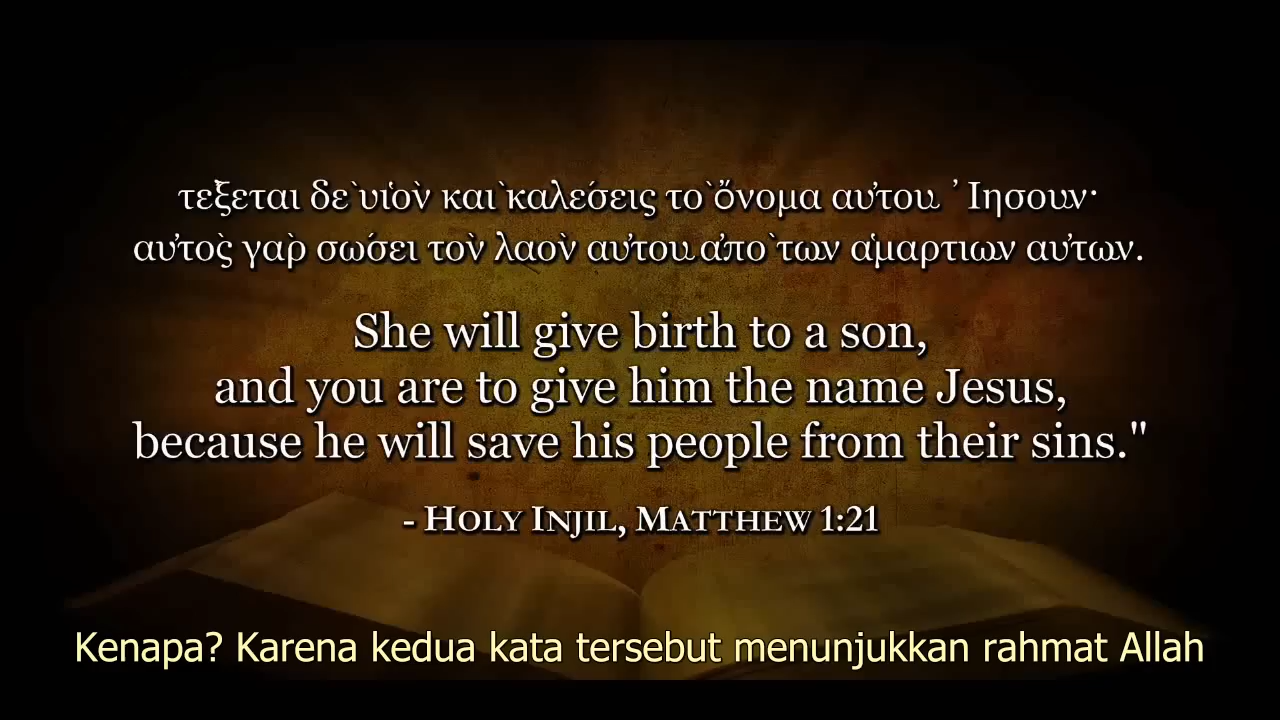 τεξεται δε ̀υἱὸν και ̀καλεσεις το ̀ὄνομα αυ᾿του ᾿Ιησουν·
αυ᾿τὸς γὰρ σωσει τὸν λαὸν αυ᾿του α᾿πο ̀των ἁμαρτιων αυ᾿των.
She will give birth to a son,
and you are to give him the name Jesus,
because he will save his people from their sins."
- HOLY INJIL, MATTHEW 1:21
Kenapa? Karena kedua kata tersebut menunjukkan rahmat Allah